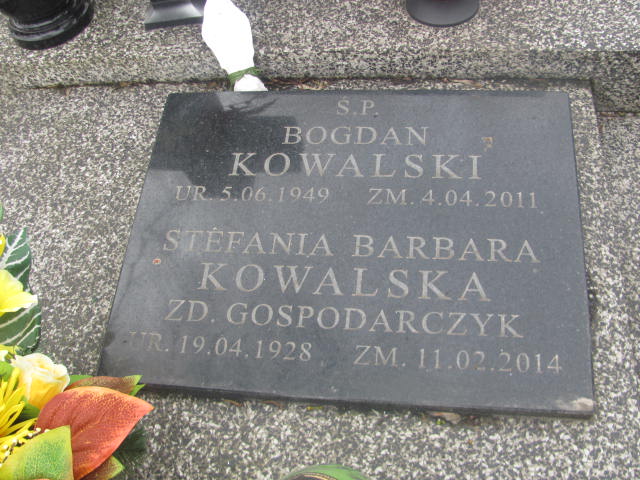 Ś.P.
BOGDAN
KOWALSKI
UR. 5.06.1949 ZM. 4.04.2011
STEFANIA BARBARA
KOWALSKA
ZD. GOSPODARCZYK
UR. 19.04.1928 ZM. 11.02.2014